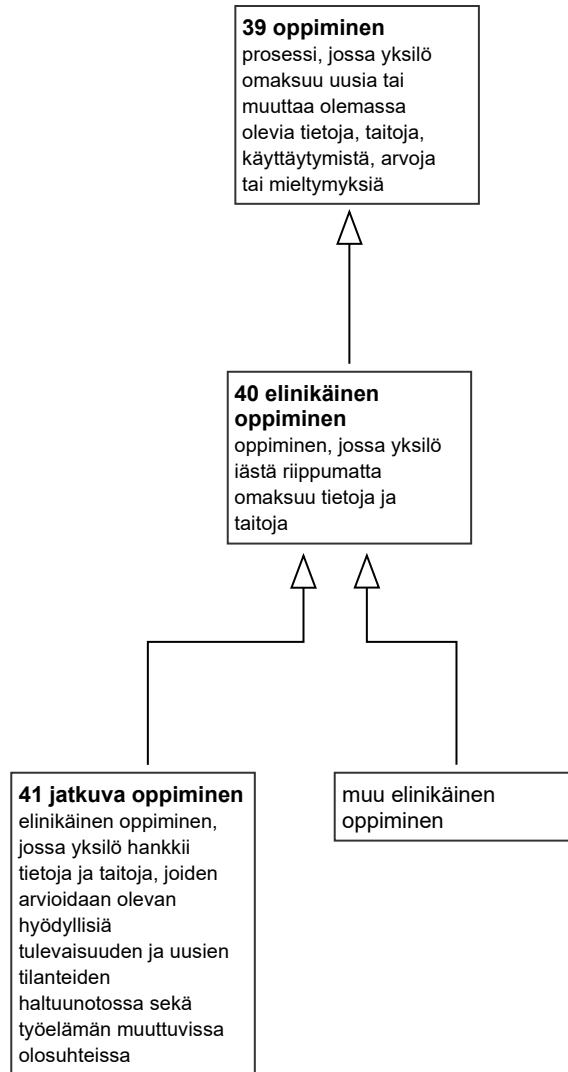 39 oppiminen
prosessi, jossa yksilö
omaksuu uusia tai
muuttaa olemassa
olevia tietoja, taitoja,
käyttäytymistä, arvoja
tai mieltymyksiä
40 elinikäinen
oppiminen
oppiminen, jossa yksilö
iästä riippumatta
omaksuu tietoja ja
taitoja
41 jatkuva oppiminen
elinikäinen oppiminen,
jossa yksilö hankkii
tietoja ja taitoja, joiden
arvioidaan olevan
hyödyllisiä
tulevaisuuden ja uusien
tilanteiden
haltuunotossa sekä
työelämän muuttuvissa
olosuhteissa
muu elinikäinen
oppiminen